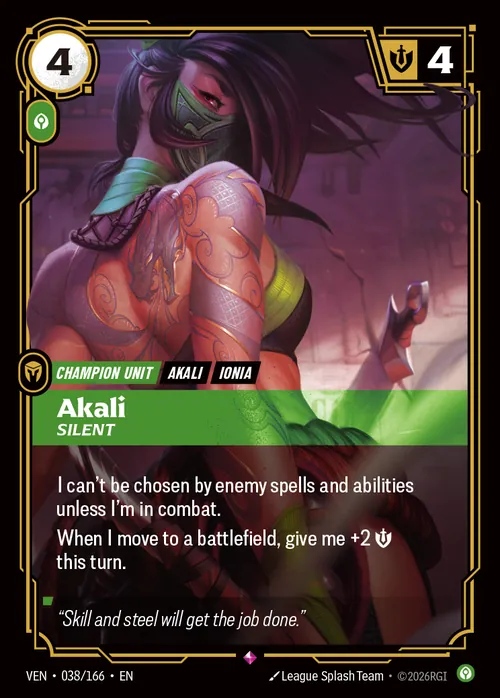 4
4
CHAMPION UNIT AKALI IONIA
Akali
SILENT
I can't be chosen by enemy spells and abilities
unless I'm in combat.
When I move to a battlefield, give me +2
this turn.
"Skill and steel will get the job done."
VEN • 038/166 • EN
League Splash Team • ©2026RGI